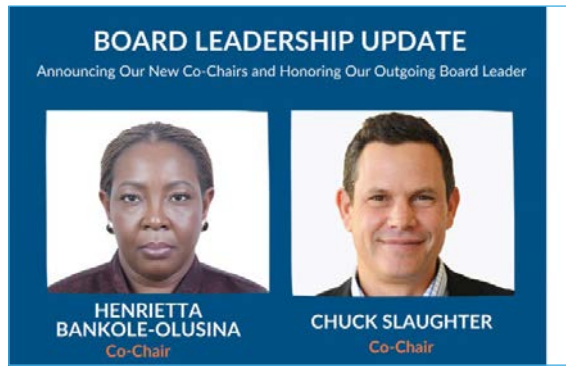 BOARD LEADERSHIP UPDATE
Announcing Our New Co-Chairs and Honoring Our Outgoing Board Leader
HENRIETTA
BANKOLE-OLUSINA
Co-Chair
CHUCK SLAUGHTER
Co-Chair